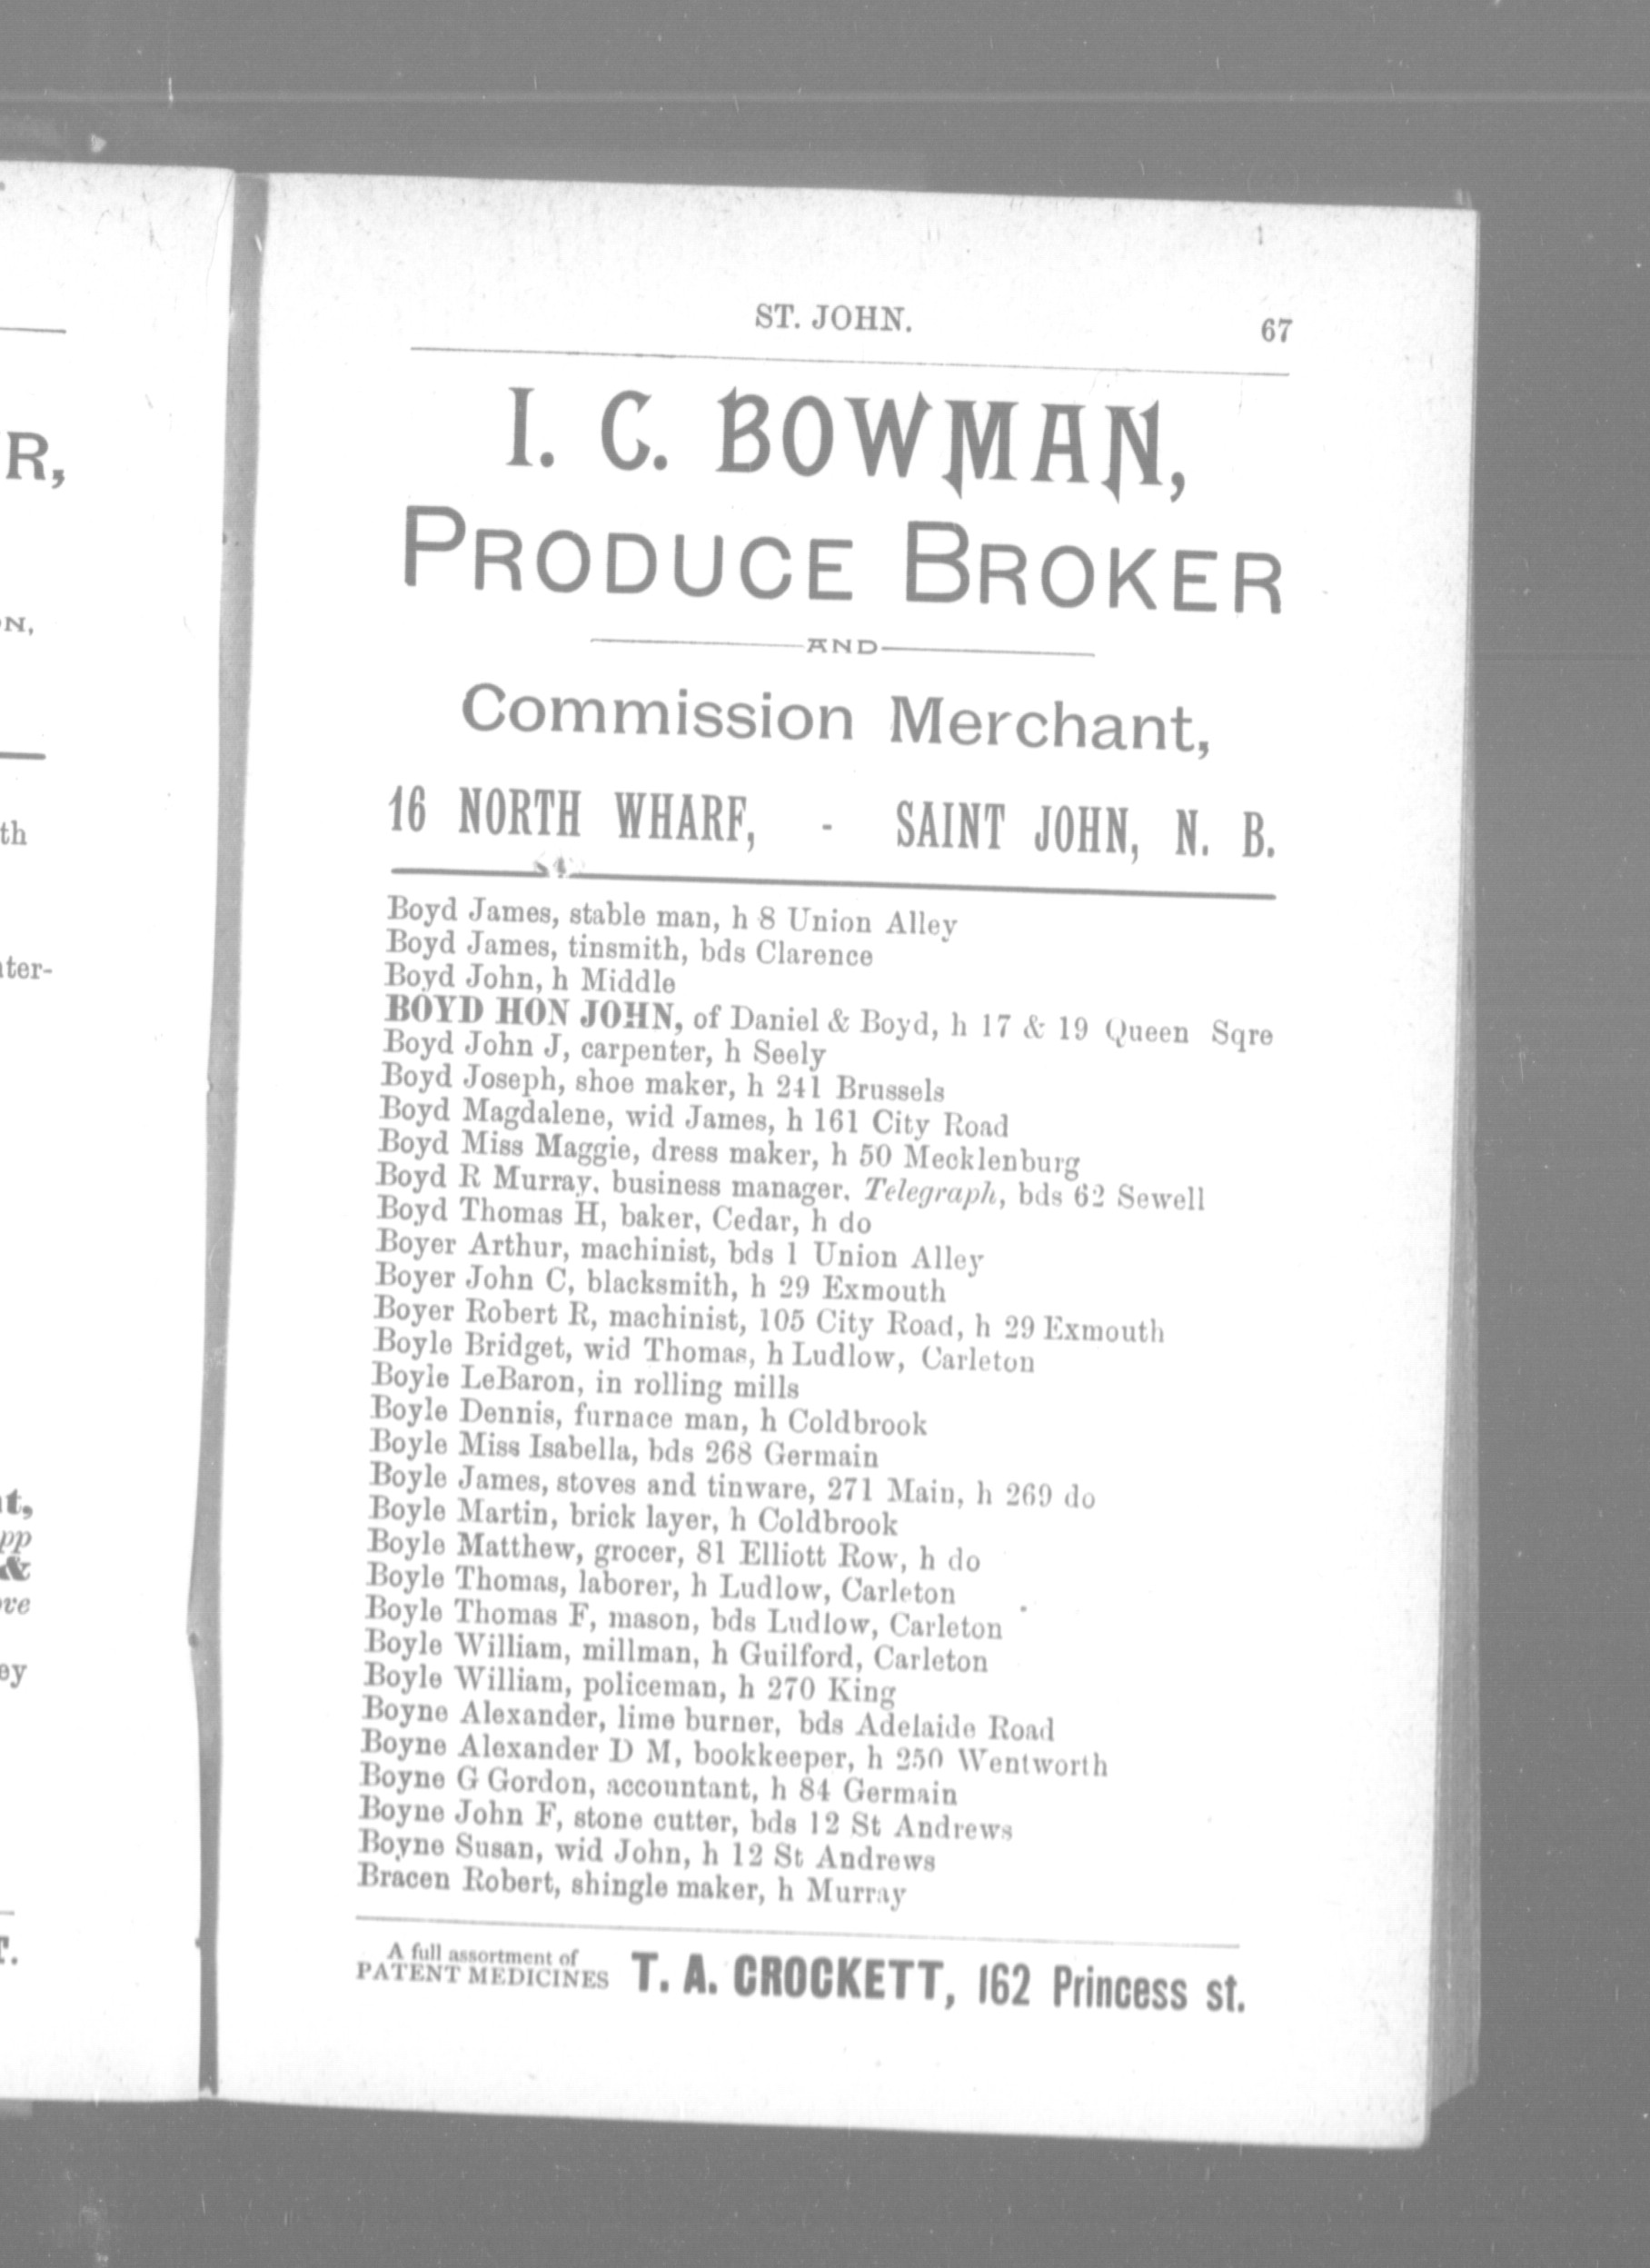 ST. JOHN. 67
I. C. BOWMAN,
PRODUCE BROKER
AND
Commission Merchant,
16 NORTH WHARF, - SAINT JOHN, N. B.
Boyd James, stable man, h 8 Union Alley
Boyd James, tinsmith, bds Clarence
Boyd John, h Middle
BOYD HON JOHN, of Daniel & Boyd, h 17 & 19 Queen Sqre
Boyd John J, carpenter, h Seely
Boyd Joseph, shoe maker, h 241 Brussels
Boyd Magdalene, wid James, h 161 City Road
Boyd Miss Maggie, dress maker, h 50 Mecklenburg
Boyd R Murray, business manager, Telegraph, bds 62 Sewell
Boyd Thomas H, baker, Cedar, h do
Boyer Arthur, machinist, bds 1 Union Alley
Boyer John C, blacksmith, h 29 Exmouth
Boyer Robert R, machinist, 105 City Road, h 29 Exmouth
Boyle Bridget, wid Thomas, h Ludlow, Carleton
Boyle LeBaron, in rolling mills
Boyle Dennis, furnace man, h Coldbrook
Boyle Miss Isabella, bds 268 Germain
Boyle James, stoves and tinware, 271 Main, h 269 do
Boyle Martin, brick layer, h Coldbrook
Boyle Matthew, grocer, 81 Elliott Row, h do
Boyle Thomas, laborer, h Ludlow, Carleton
Boyle Thomas F, mason, bds Ludlow, Carleton
Boyle William, millman, h Guilford, Carleton
Boyle William, policeman, h 270 King
Boyne Alexander, lime burner, bds Adelaide Road
Boyne Alexander D M, bookkeeper, h 250 Wentworth
Boyne G Gordon, accountant, h 84 Germain
Boyne John F, stone cutter, bds 12 St Andrews
Boyne Susan, wid John, h 12 St Andrews
Bracen Robert, shingle maker, h Murray
A full assortment of
PATENT MEDICINES T. A. CROCKETT, 162 Princess st.